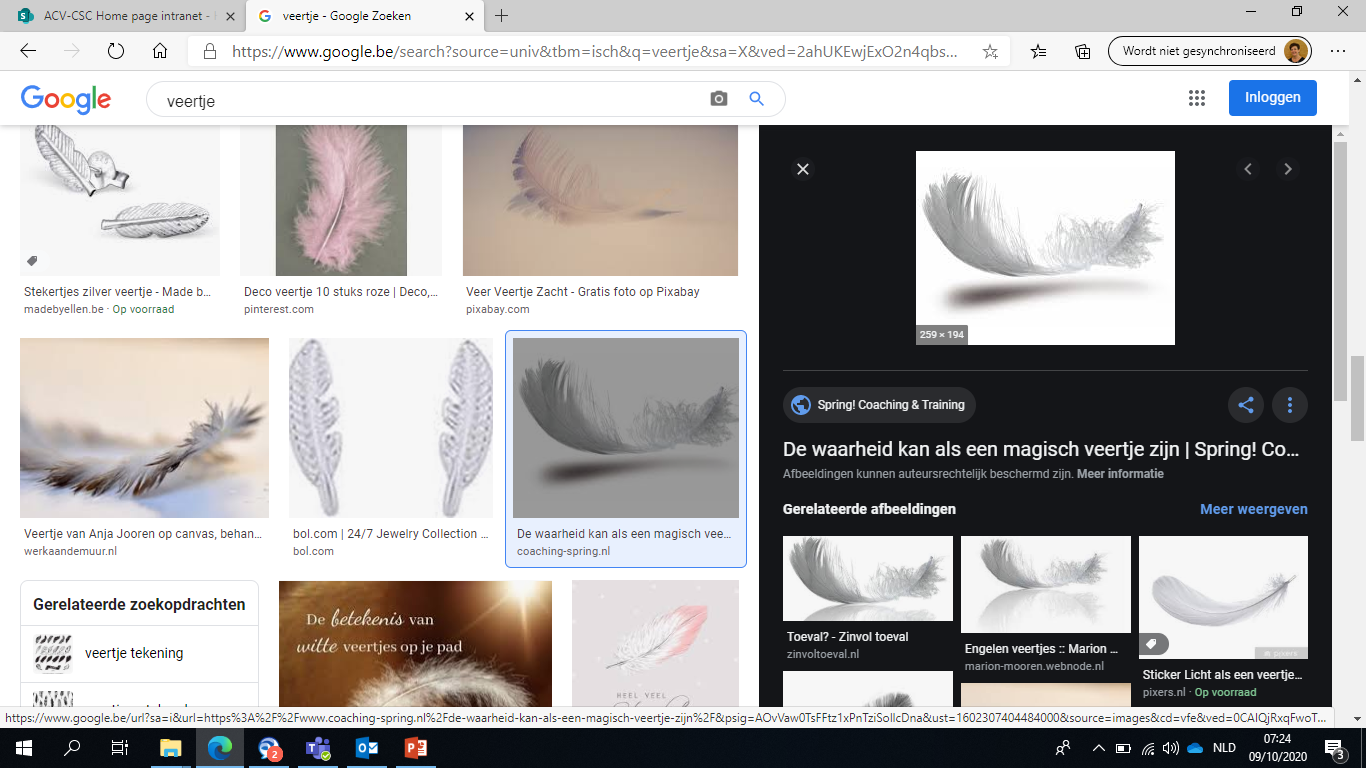 ACV-CSC Home page intranet -
veertje - Google Zoeken
https://www.google.be/search?source=univ&tbm=isch&q=veertje&sa=X&ved=2ahUKEwjExO2n4qbs...
Wordt niet gesynchroniseerd
Google
veertje
Inloggen
Stekertjes zilver veertje - Made b...
madebyellen.be · Op voorraad
Deco veertje 10 stuks roze | Deco,...
pinterest.com
Veer Veertje Zacht - Gratis foto op Pixabay
pixabay.com
Veertje van Anja Jooren op canvas, behan...
werkaandemuur.nl
bol.com | 24/7 Jewelry Collection ...
bol.com
De waarheid kan als een magisch vee...
coaching-spring.nl
Gerelateerde zoekopdrachten
veertje tekening
De betekenis van
witte veertjes op je pad
HEEL VEEL
259 × 194
Spring! Coaching & Training
De waarheid kan als een magisch veertje zijn | Spring! Co...
Afbeeldingen kunnen auteursrechtelijk beschermd zijn. Meer informatie
Gerelateerde afbeeldingen
Meer weergeven
Toeval? - Zinvol toeval
zinvoltoeval.nl
Engelen veertjes :: Marion ...
marion-mooren.webnode.nl
pixers
Sticker Licht als een veertje...
pixers.nl · Op voorraad
https://www.google.be/url?sa=i&url=https%3A%2F%2Fwww.coaching-spring.nl%2Fde-waarheid-kan-als-een-magisch-veertje-zijn%2F&psig=AOvVaw0TsFFtz1xPnTziSollcDna&ust=1602307404484000&source=images&cd=vfe&ved=0CAIQjRxqFwoT...
2
NLD
07:24
09/10/2020
3